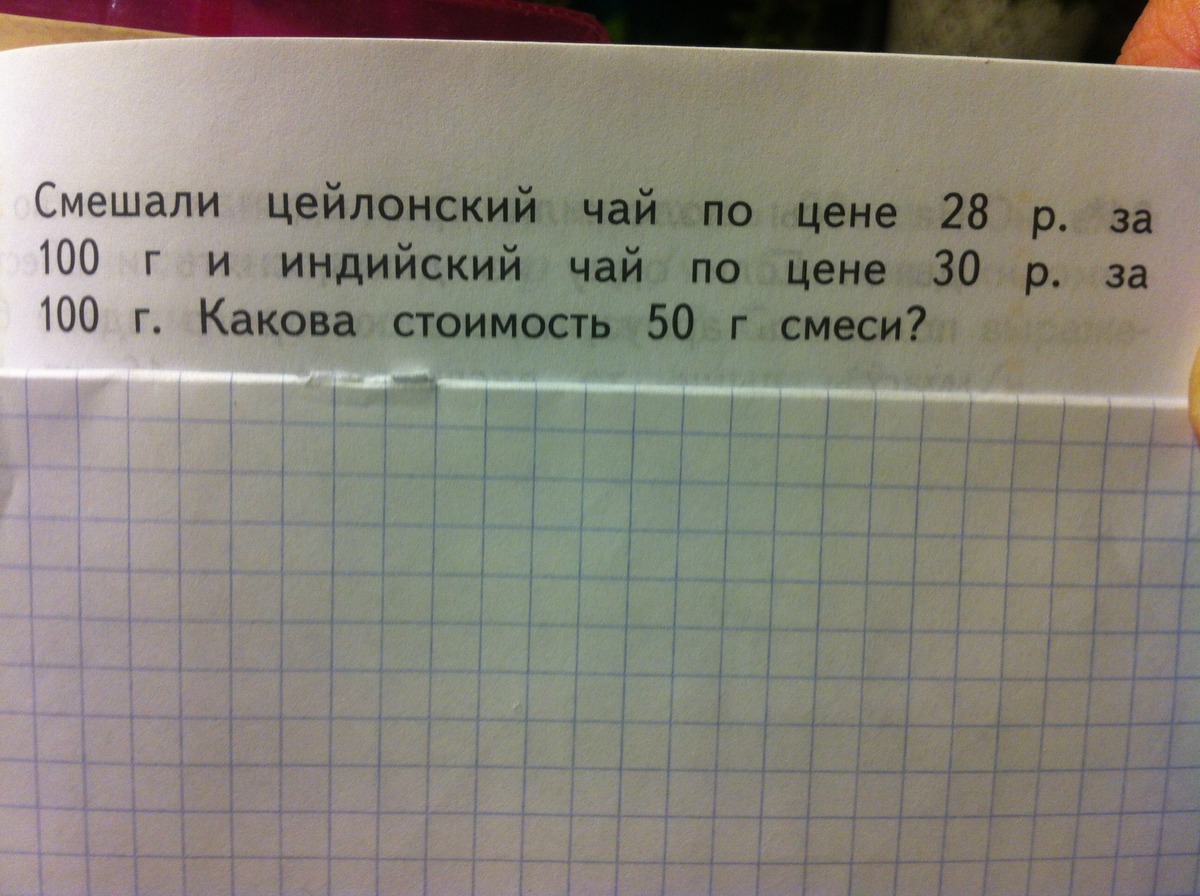 Смешали цейлонский чай по цене 28 р. за
100 г и индийский чай по цене 30 р. за
100 г. Какова стоимость 50 г смеси?